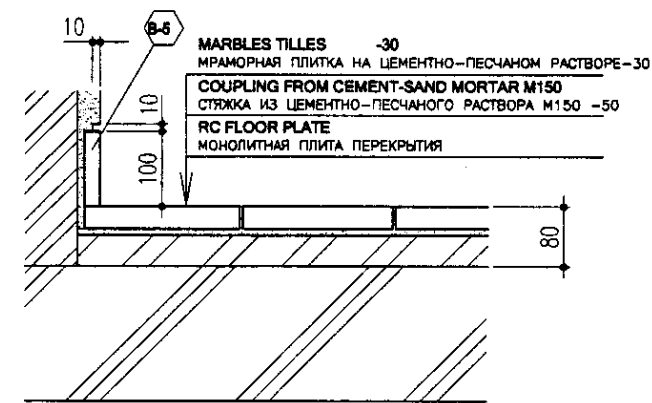 10
B-5
MARBLES TILLES -30
МРАМОРНАЯ ПЛИТКА НА ЦЕМЕНТНО-ПЕСЧАНОМ РАСТВОРЕ-30
COUPLING FROM CEMENT-SAND MORTAR M150
СТЯЖКА ИЗ ЦЕМЕНТНО-ПЕСЧАНОГО РАСТВОРА М150 -50
RC FLOOR PLATE
МОНОЛИТНАЯ ПЛИТА ПЕРЕКРЫТИЯ
10
100
80